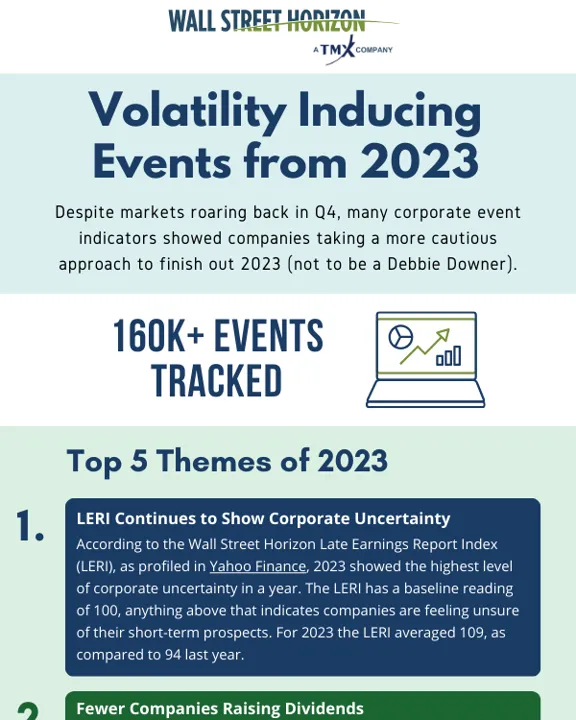 WALL STREET HORIZON
A TMX COMPANY
Volatility Inducing
Events from 2023
Despite markets roaring back in Q4, many corporate event
indicators showed companies taking a more cautious
approach to finish out 2023 (not to be a Debbie Downer).
160K+ EVENTS
TRACKED
Top 5 Themes of 2023
1.
LERI Continues to Show Corporate Uncertainty
According to the Wall Street Horizon Late Earnings Report Index
(LERI), as profiled in Yahoo Finance, 2023 showed the highest level
of corporate uncertainty in a year. The LERI has a baseline reading
of 100, anything above that indicates companies are feeling unsure
of their short-term prospects. For 2023 the LERI averaged 109, as
compared to 94 last year.
2
Fewer Companies Raising Dividends